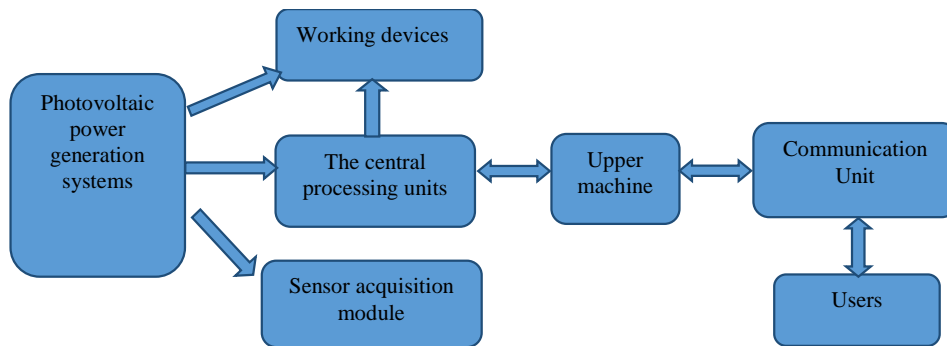 Working devices
Photovoltaic
power
generation
systems
The central
processing units
Upper
machine
Communication
Unit
Sensor acquisition
module
Users